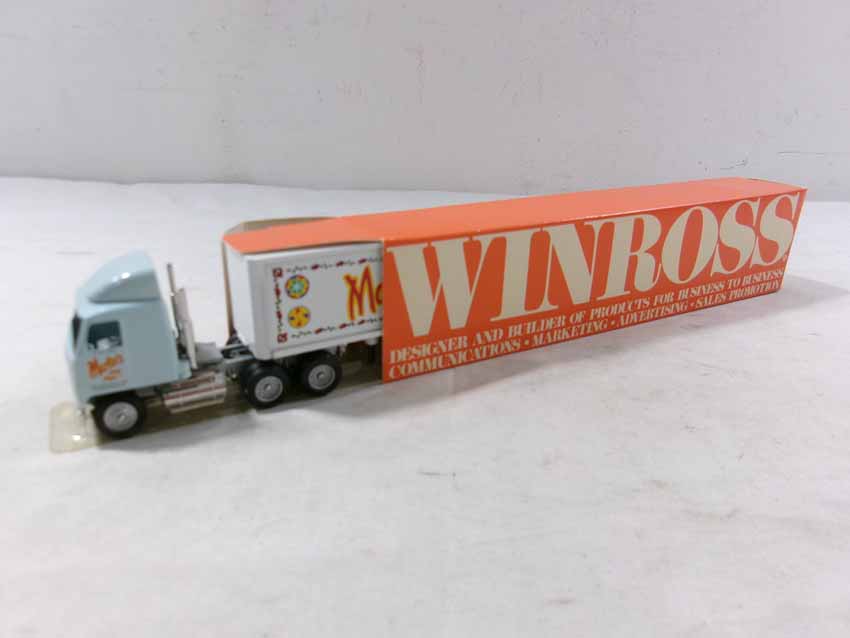 WINROSS
DESIGNER AND BUILDER OF PRODUCTS FOR BUSINESS TO BUSINESS
COMMUNICATIONS • MARKETING • ADVERTISING • SALES PROMOTION